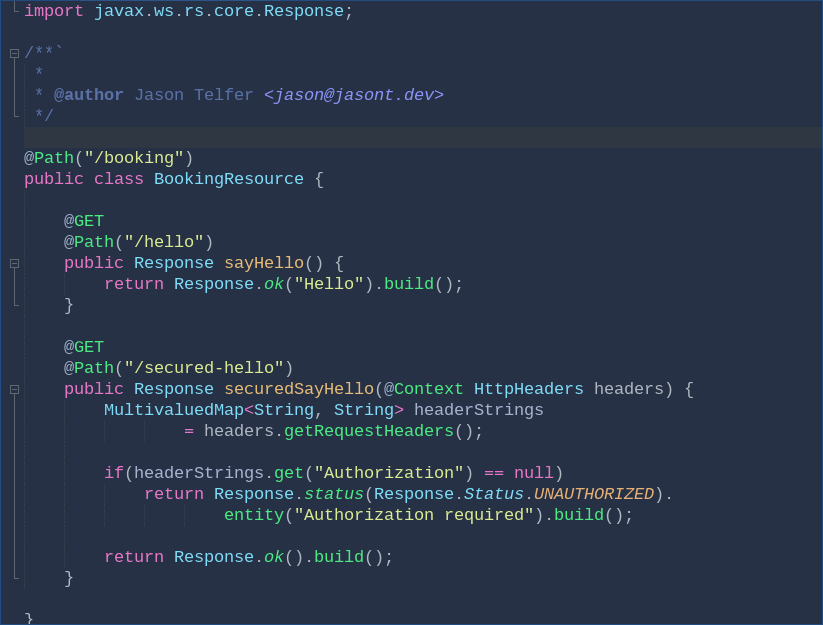 import javax.ws.rs.core.Response;

/**`
 *
 * @author Jason Telfer <jason@jasont.dev>
 */

@Path("/booking")
public class BookingResource {

    @GET
    @Path("/hello")
    public Response sayHello() {
        return Response.ok("Hello").build();
    }

    @GET
    @Path("/secured-hello")
    public Response securedSayHello(@Context HttpHeaders headers) {
        MultivaluedMap<String, String> headerStrings
                = headers.getRequestHeaders();

        if(headerStrings.get("Authorization") == null)
            return Response.status(Response.Status.UNAUTHORIZED).
                    entity("Authorization required").build();

        return Response.ok().build();
    }

}